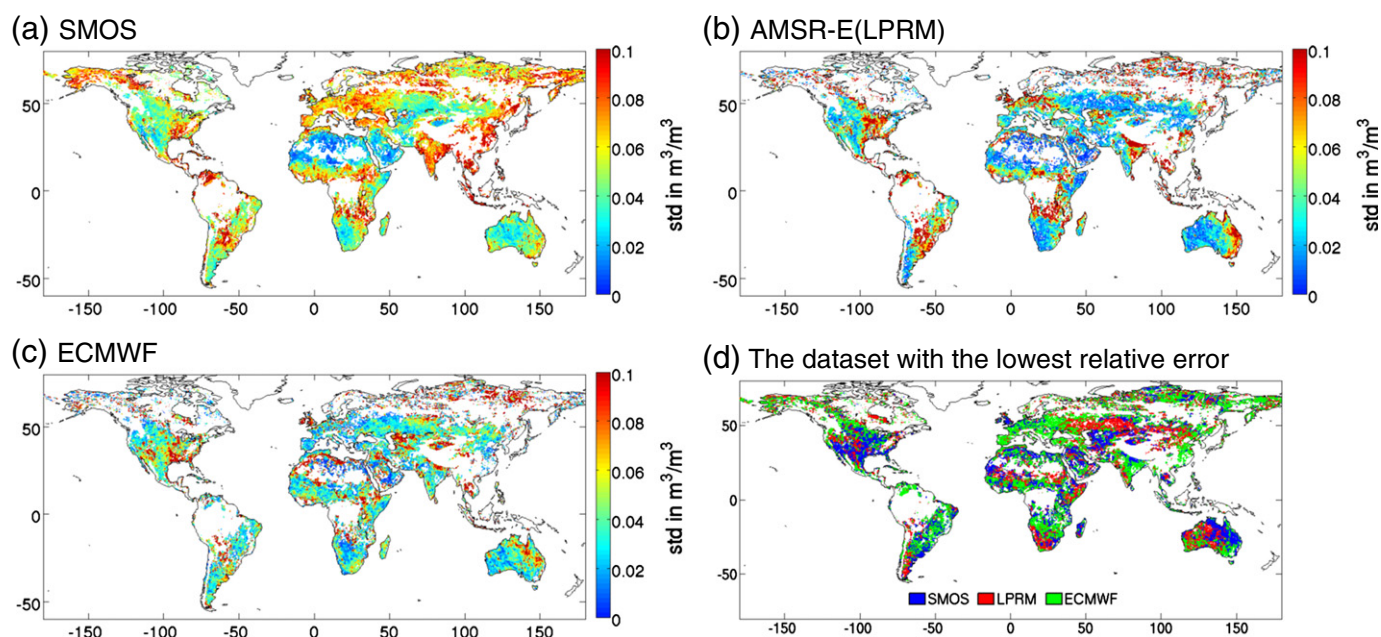 (a) SMOS
50
0
-50
-150 -100 -50 0 50 100 150
0.1
0.08
0.06
0.04
0.02
0
std in m³/m³
(b) AMSR-E(LPRM)
50
0
-50
-150 -100 -50 0 50 100 150
0.1
0.08
0.06
0.04
0.02
0
std in m³/m³
(c) ECMWF
50
0
-50
-150 -100 -50 0 50 100 150
0.1
0.08
0.06
0.04
0.02
0
std in m³/m³
(d) The dataset with the lowest relative error
50
0
-50
SMOS LPRM ECMWF
-150 -100 -50 0 50 100 150